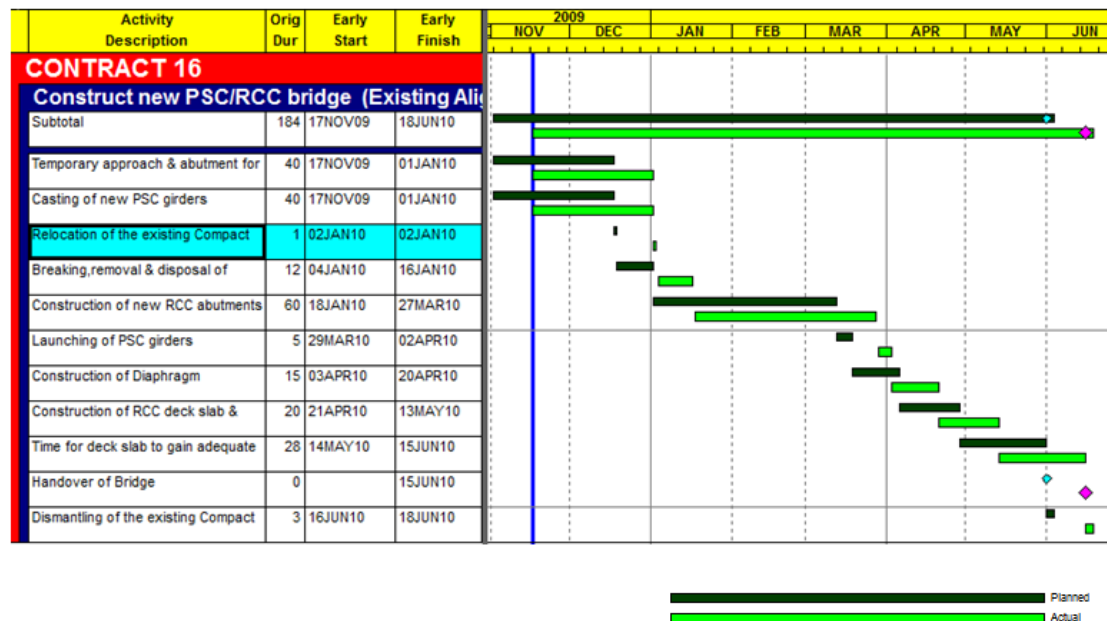 Activity Description Orig Dur Early Start Early Finish
2009
NOV DEC JAN FEB MAR APR MAY JUN
CONTRACT 16
Construct new PSC/RCC bridge (Existing Ali
Subtotal 184 17NOV09 18JUN10
Temporary approach & abutment for 40 17NOV09 01JAN10
Casting of new PSC girders 40 17NOV09 01JAN10
Relocation of the existing Compact 1 02JAN10 02JAN10
Breaking,removal & disposal of 12 04JAN10 16JAN10
Construction of new RCC abutments 60 18JAN10 27MAR10
Launching of PSC girders 5 29MAR10 02APR10
Construction of Diaphragm 15 03APR10 20APR10
Construction of RCC deck slab & 20 21APR10 13MAY10
Time for deck slab to gain adequate 28 14MAY10 15JUN10
Handover of Bridge 0 15JUN10
Dismantling of the existing Compact 3 16JUN10 18JUN10
Planned
Actual